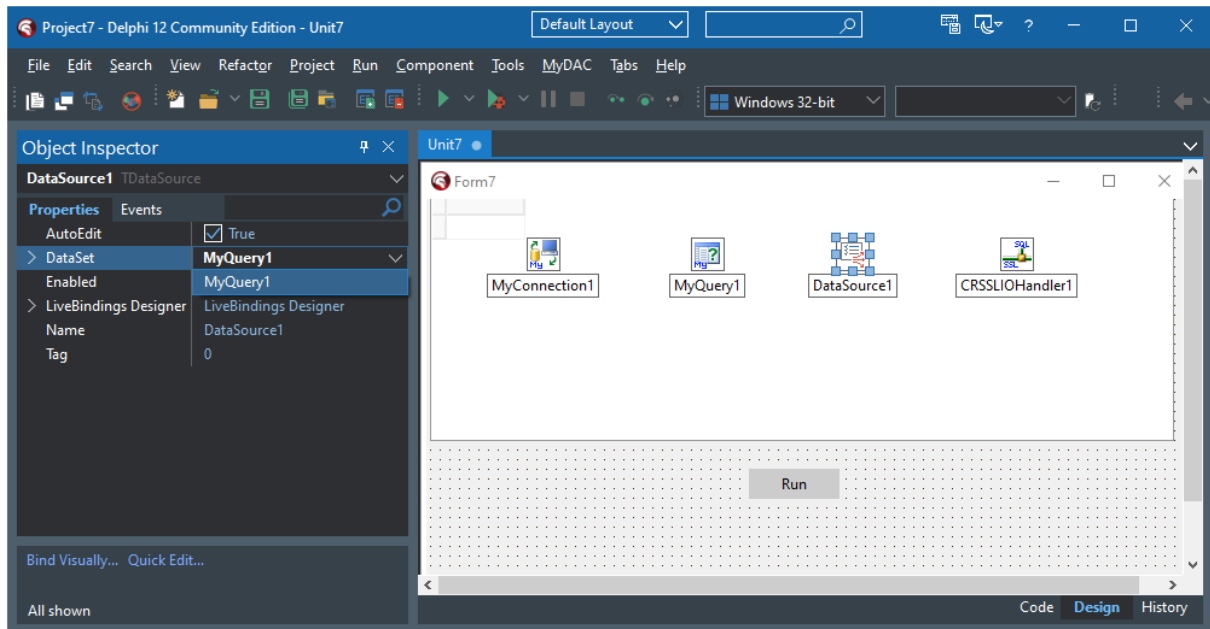 Project7 - Delphi 12 Community Edition - Unit7
Default Layout
?
File Edit Search View Refactor Project Run Component Tools MyDAC Tabs Help
Windows 32-bit
Object Inspector
DataSource1 TDataSource
Properties Events
AutoEdit True
DataSet MyQuery1
Enabled MyQuery1
LiveBindings Designer LiveBindings Designer
Name DataSource1
Tag 0
Bind Visually... Quick Edit...
All shown
Unit7
Form7
My
My ?
SQL
SSL
MyConnection1
MyQuery1
DataSource1
CRSSLIOHandler1
Run
Code Design History